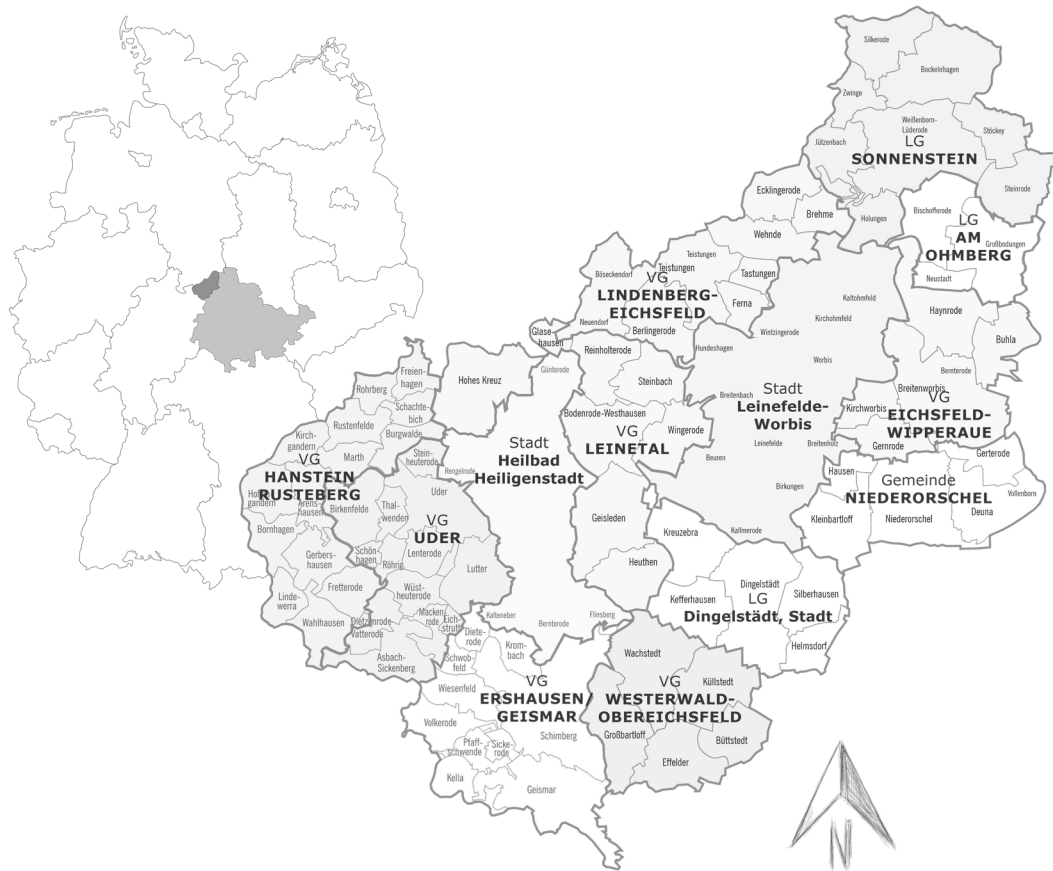 Silkerode
Bockelnhagen
Zwinge
Weißenborn-
Lüderode
Stöckey
Jützenbach
LG
SONNENSTEIN
Steinrode
Holungen
Ecklingerode
Brehme
Wehnde
Bischofferode
LG
AM
OHMBERG
Großbodungen
Neustadt
Teistungen
Teistungen
Böseckendorf
VG
LINDENBERG-
EICHSFELD
Tastungen
Ferna
Neuendorf
Berlingerode
Glase-
hausen
Kaltohmfeld
Kirchohmfeld
Wintzingerode
Hundeshagen
Worbis
Stadt
Leinefelde-
Worbis
Breitenbach
Leinefelde
Breitenholz
Beuren
Birkungen
Kallmerode
Haynrode
Buhla
Bernterode
Breitenworbis
VG
EICHSFELD-
WIPPERAUE
Kirchworbis
Gernrode
Gerterode
Hausen
Gemeinde
NIEDERORSCHEL
Vollenborn
Kleinbartloff
Niederorschel
Deuna
Reinholterode
Steinbach
Bodenrode-Westhausen
VG
LEINETAL
Wingerode
Geisleden
Heuthen
Hohes Kreuz
Günterode
Stadt
Heilbad
Heiligenstadt
Rengelrode
Kalteneber
Bernterode
Flinsberg
Freien-
hagen
Rohrberg
Schachte-
bich
Rustenfelde
Burgwalde
Kirch-
gandern
Marth
VG
HANSTEIN
RUSTEBERG
Hohen-
gandern
Arens-
hausen
Bornhagen
Gerbers-
hausen
Fretterode
Linde-
werra
Wahlhausen
Stein-
heuterode
Uder
Birkenfelde
Thal-
wenden
VG
UDER
Schön-
hagen
Röhrig
Lenterode
Lutter
Wüst-
heuterode
Macken-
rode
Eich-
struth
Dietzenrode
Vatterode
Asbach-
Sickenberg
Kreuzebra
Kefferhausen
Dingelstädt
LG
Dingelstädt, Stadt
Silberhausen
Helmsdorf
Diete-
rode
Krom-
bach
Schwob-
feld
VG
ERSHAUSEN/
GEISMAR
Wiesenfeld
Volkerode
Schimberg
Pfaff-
schwende
Sicke-
rode
Kella
Geismar
Wachstedt
Küllstedt
VG
WESTERWALD-
OBEREICHSFELD
Großbartloff
Büttstedt
Effelder
N